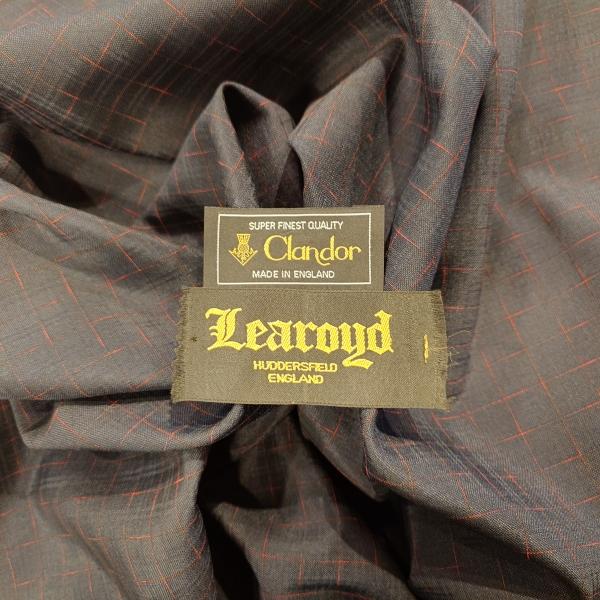 SUPER FINEST QUALITY
Clandor
MADE IN ENGLAND
Learoyd
HUDDERSFIELD
ENGLAND